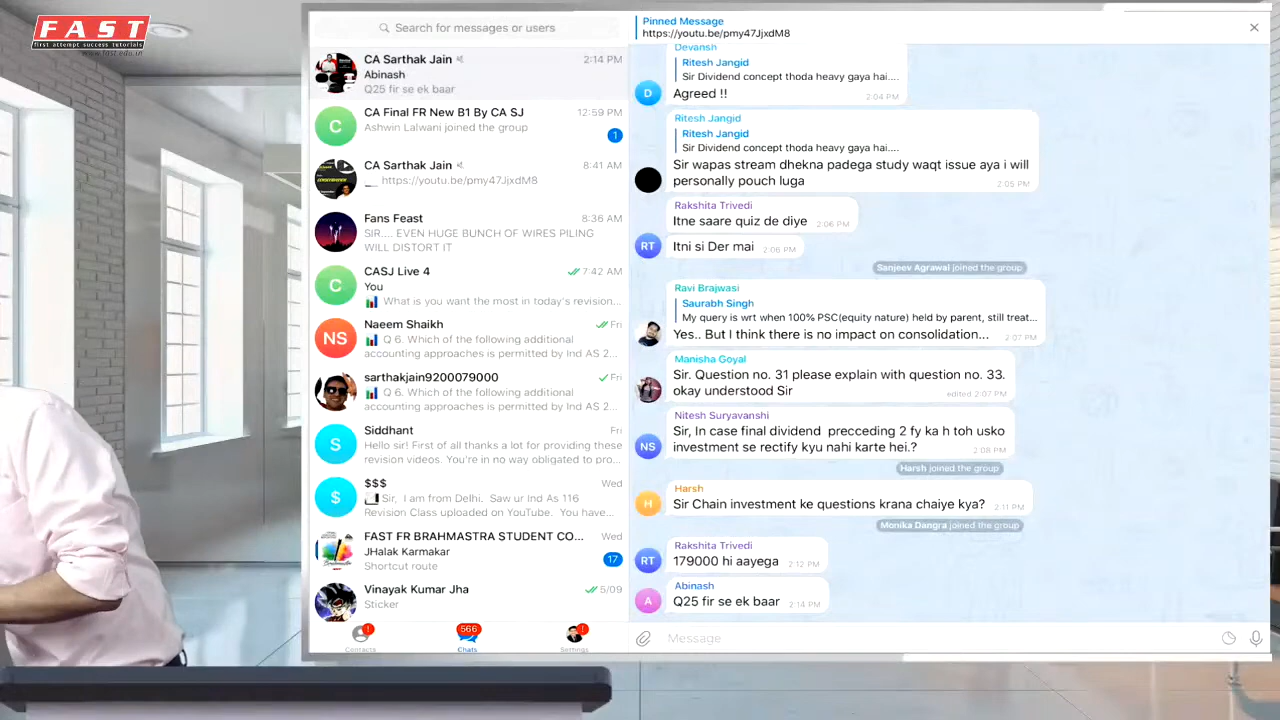 FAST
first attempt success tutorials
www.fast.edu.in
Search for messages or users
CA Sarthak Jain
2:14 PM
Abinash
Q25 fir se ek baar
C
CA Final FR New B1 By CA SJ
12:59 PM
Ashwin Lalwani joined the group
1
CA Sarthak Jain
8:41 AM
https://youtu.be/pmy47JjxdM8
Fans Feast
8:36 AM
SIR.... EVEN HUGE BUNCH OF WIRES PILING
WILL DISTORT IT
C
CASJ Live 4
7:42 AM
You
What is you want the most in today's revision...
NS
Naeem Shaikh
Fri
Q 6. Which of the following additional
accounting approaches is permitted by Ind AS 2...
sarthakjain9200079000
Fri
Q 6. Which of the following additional
accounting approaches is permitted by Ind AS 2...
S
Siddhant
Fri
Hello sir! First of all thanks a lot for providing these
revision videos. You're in no way obligated to pro...
$
$$$
Wed
Sir, I am from Delhi. Saw ur Ind As 116
Revision Class uploaded on YouTube. You have...
FAST FR BRAHMASTRA STUDENT CO...
Wed
JHalak Karmakar
17
Shortcut route
Vinayak Kumar Jha
5/09
Sticker
!
566
!
Contacts
Chats
Settings
Pinned Message
https://youtu.be/pmy47JjxdM8
Devansh
Ritesh Jangid
Sir Dividend concept thoda heavy gaya hai....
D
Agreed !!
2:04 PM
Ritesh Jangid
Ritesh Jangid
Sir Dividend concept thoda heavy gaya hai....
Sir wapas stream dhekna padega study waqt issue aya i will
personally pouch luga
2:05 PM
Rakshita Trivedi
Itne saare quiz de diye
2:06 PM
RT
Itni si Der mai
2:06 PM
Sanjeev Agrawal joined the group
Ravi Brajwasi
Saurabh Singh
My query is wrt when 100% PSC(equity nature) held by parent, still treat...
Yes.. But I think there is no impact on consolidation...
2:07 PM
Manisha Goyal
Sir. Question no. 31 please explain with question no. 33.
okay understood Sir
edited 2:07 PM
Nitesh Suryavanshi
Sir, In case final dividend precceding 2 fy ka h toh usko
NS
investment se rectify kyu nahi karte hei.?
2:08 PM
Harsh joined the group
Harsh
H
Sir Chain investment ke questions krana chaiye kya?
2:11 PM
Monika Dangra joined the group
Rakshita Trivedi
RT
179000 hi aayega
2:12 PM
Abinash
A
Q25 fir se ek baar
2:14 PM
Message